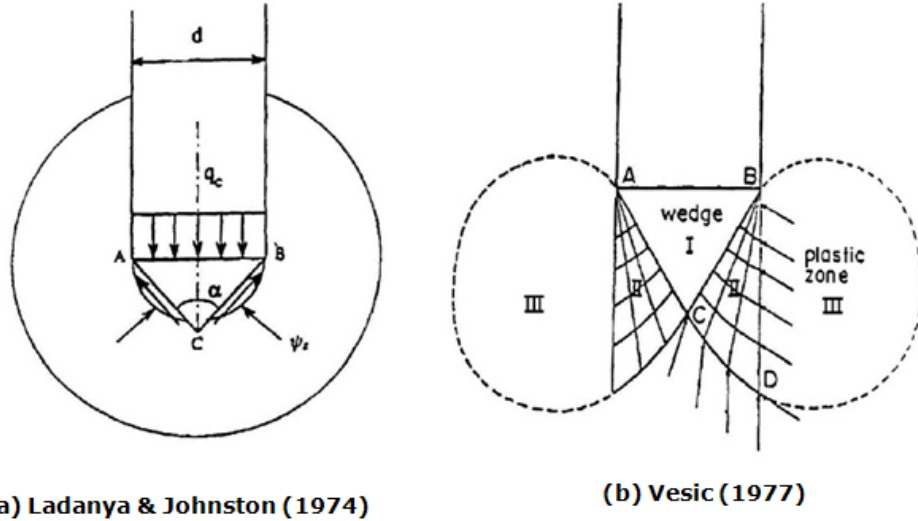 d
q_c
A
B
α
C
ψ_s
A
B
wedge
I
plastic
zone
II
II
III
III
C
D
a) Ladanya & Johnston (1974)
(b) Vesic (1977)